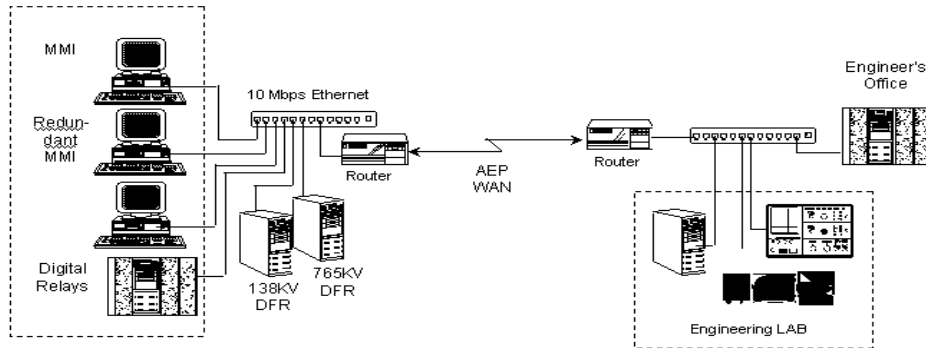 MMI
10 Mbps Ethernet
Redun-
dant
MMI
Router
AEP
WAN
Router
Engineer's
Office
Digital
Relays
138KV
DFR
765KV
DFR
Engineering LAB